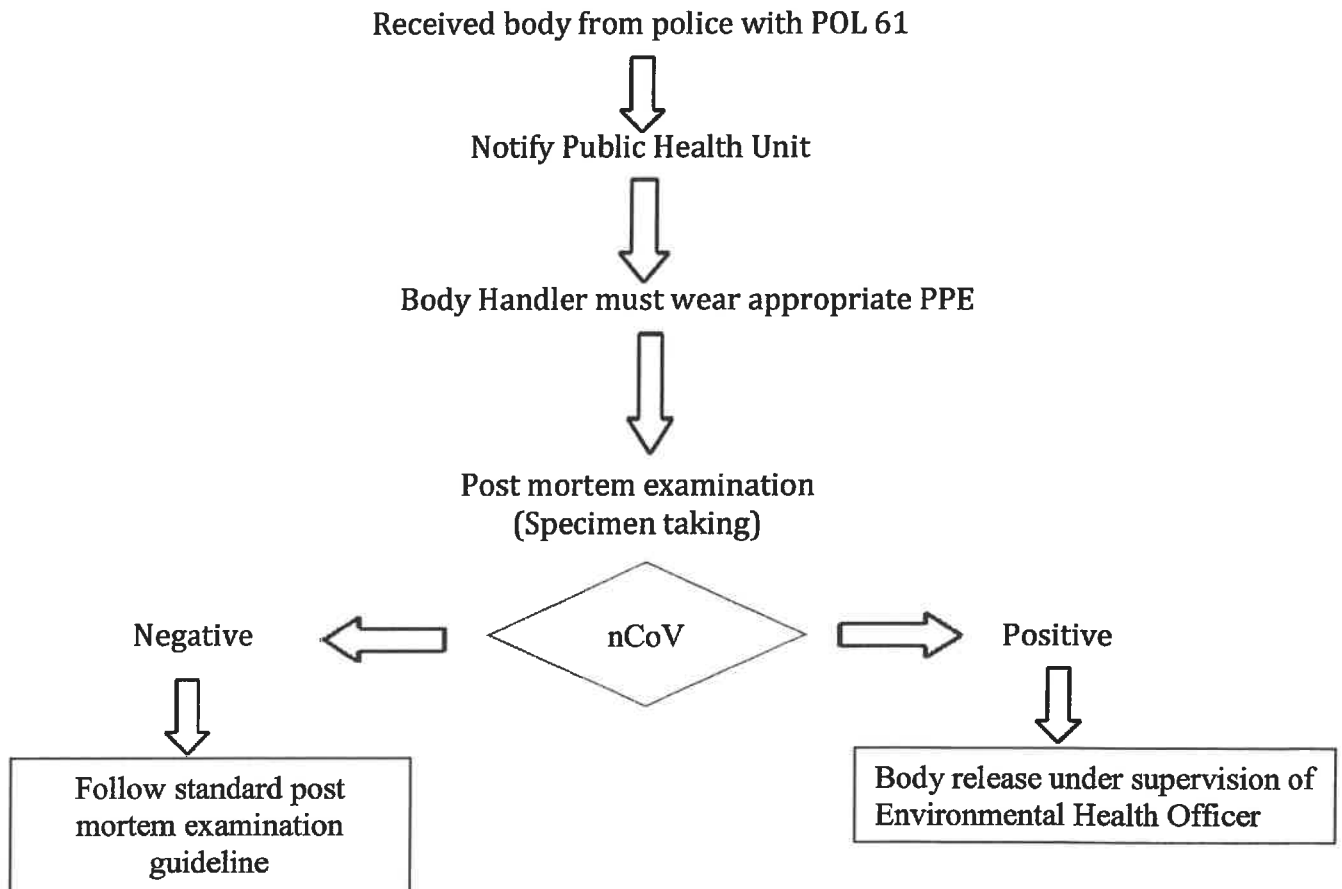 Received body from police with POL 61
Notify Public Health Unit
Body Handler must wear appropriate PPE
Post mortem examination
(Specimen taking)
Negative
nCoV
Positive
Follow standard post
mortem examination
guideline
Body release under supervision of
Environmental Health Officer